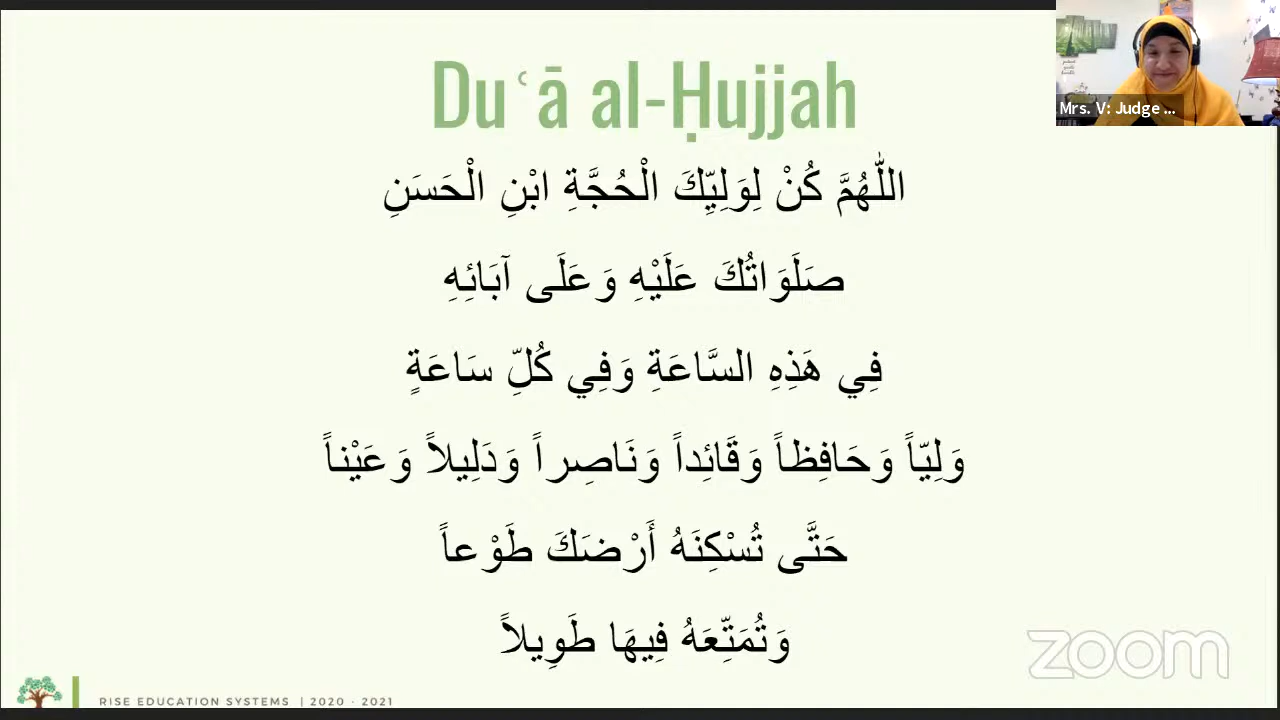 Duʿā al-Ḥujjah
Mrs. V: Judge ...
اللّٰهُمَّ كُنْ لِوَلِيِّكَ الْحُجَّةِ ابْنِ الْحَسَنِ
صَلَوَاتُكَ عَلَيْهِ وَعَلَى آبَائِهِ
فِي هَذِهِ السَّاعَةِ وَفِي كُلِّ سَاعَةٍ
وَلِيّاً وَحَافِظاً وَقَائِداً وَنَاصِراً وَدَلِيلاً وَعَيْناً
حَتَّى تُسْكِنَهُ أَرْضَكَ طَوْعاً
وَتُمَتِّعَهُ فِيهَا طَوِيلاً
zoom
RISE EDUCATION SYSTEMS | 2020 - 2021